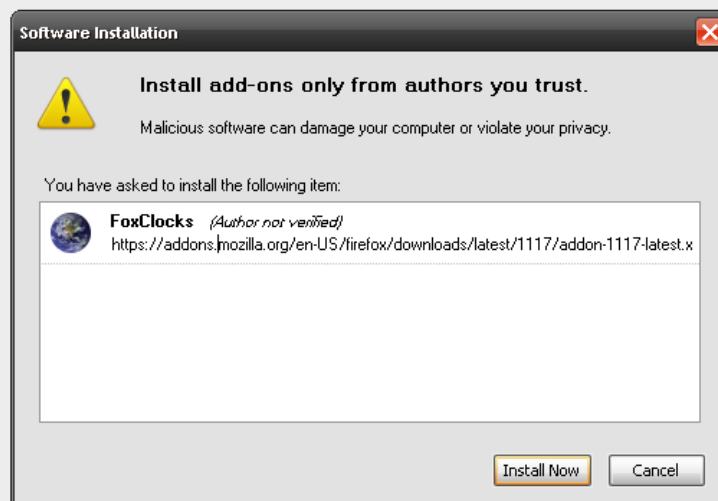 Software Installation
Install add-ons only from authors you trust.
Malicious software can damage your computer or violate your privacy.
You have asked to install the following item:
FoxClocks (Author not verified)
https://addons.mozilla.org/en-US/firefox/downloads/latest/1117/addon-1117-latest.x
Install Now Cancel